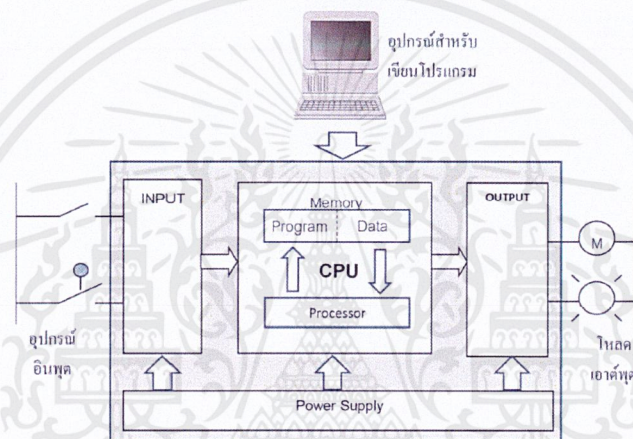 อุปกรณ์สำหรับ
เขียนโปรแกรม
INPUT
Memory
Program
Data
CPU
Processor
OUTPUT
M
อุปกรณ์
อินพุต
โหลด
เอาต์พุต
Power Supply